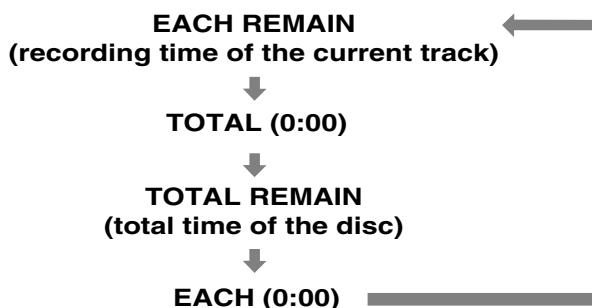 EACH REMAIN
(recording time of the current track)
TOTAL (0:00)
TOTAL REMAIN
(total time of the disc)
EACH (0:00)